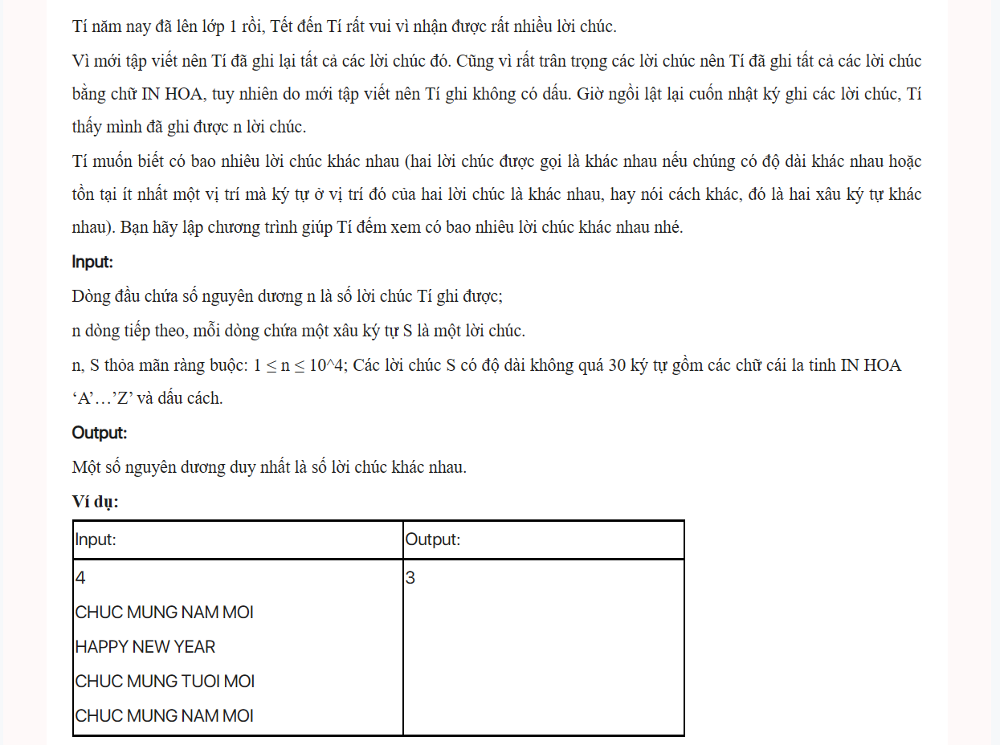 Tí năm nay đã lên lớp 1 rồi, Tết đến Tí rất vui vì nhận được rất nhiều lời chúc.
Vì mới tập viết nên Tí đã ghi lại tất cả các lời chúc đó. Cũng vì rất trân trọng các lời chúc nên Tí đã ghi tất cả các lời chúc
bằng chữ IN HOA, tuy nhiên do mới tập viết nên Tí ghi không có dấu. Giờ ngồi lật lại cuốn nhật ký ghi các lời chúc, Tí
thấy mình đã ghi được n lời chúc.
Tí muốn biết có bao nhiêu lời chúc khác nhau (hai lời chúc được gọi là khác nhau nếu chúng có độ dài khác nhau hoặc
tồn tại ít nhất một vị trí mà ký tự ở vị trí đó của hai lời chúc là khác nhau, hay nói cách khác, đó là hai xâu ký tự khác
nhau). Bạn hãy lập chương trình giúp Tí đếm xem có bao nhiêu lời chúc khác nhau nhé.
Input:
Dòng đầu chứa số nguyên dương n là số lời chúc Tí ghi được;
n dòng tiếp theo, mỗi dòng chứa một xâu ký tự S là một lời chúc.
n, S thỏa mãn ràng buộc: 1 ≤ n ≤ 10^4; Các lời chúc S có độ dài không quá 30 ký tự gồm các chữ cái la tinh IN HOA
‘A’…’Z’ và dấu cách.
Output:
Một số nguyên dương duy nhất là số lời chúc khác nhau.
Ví dụ:
Input: Output:
4 3
CHUC MUNG NAM MOI
HAPPY NEW YEAR
CHUC MUNG TUOI MOI
CHUC MUNG NAM MOI